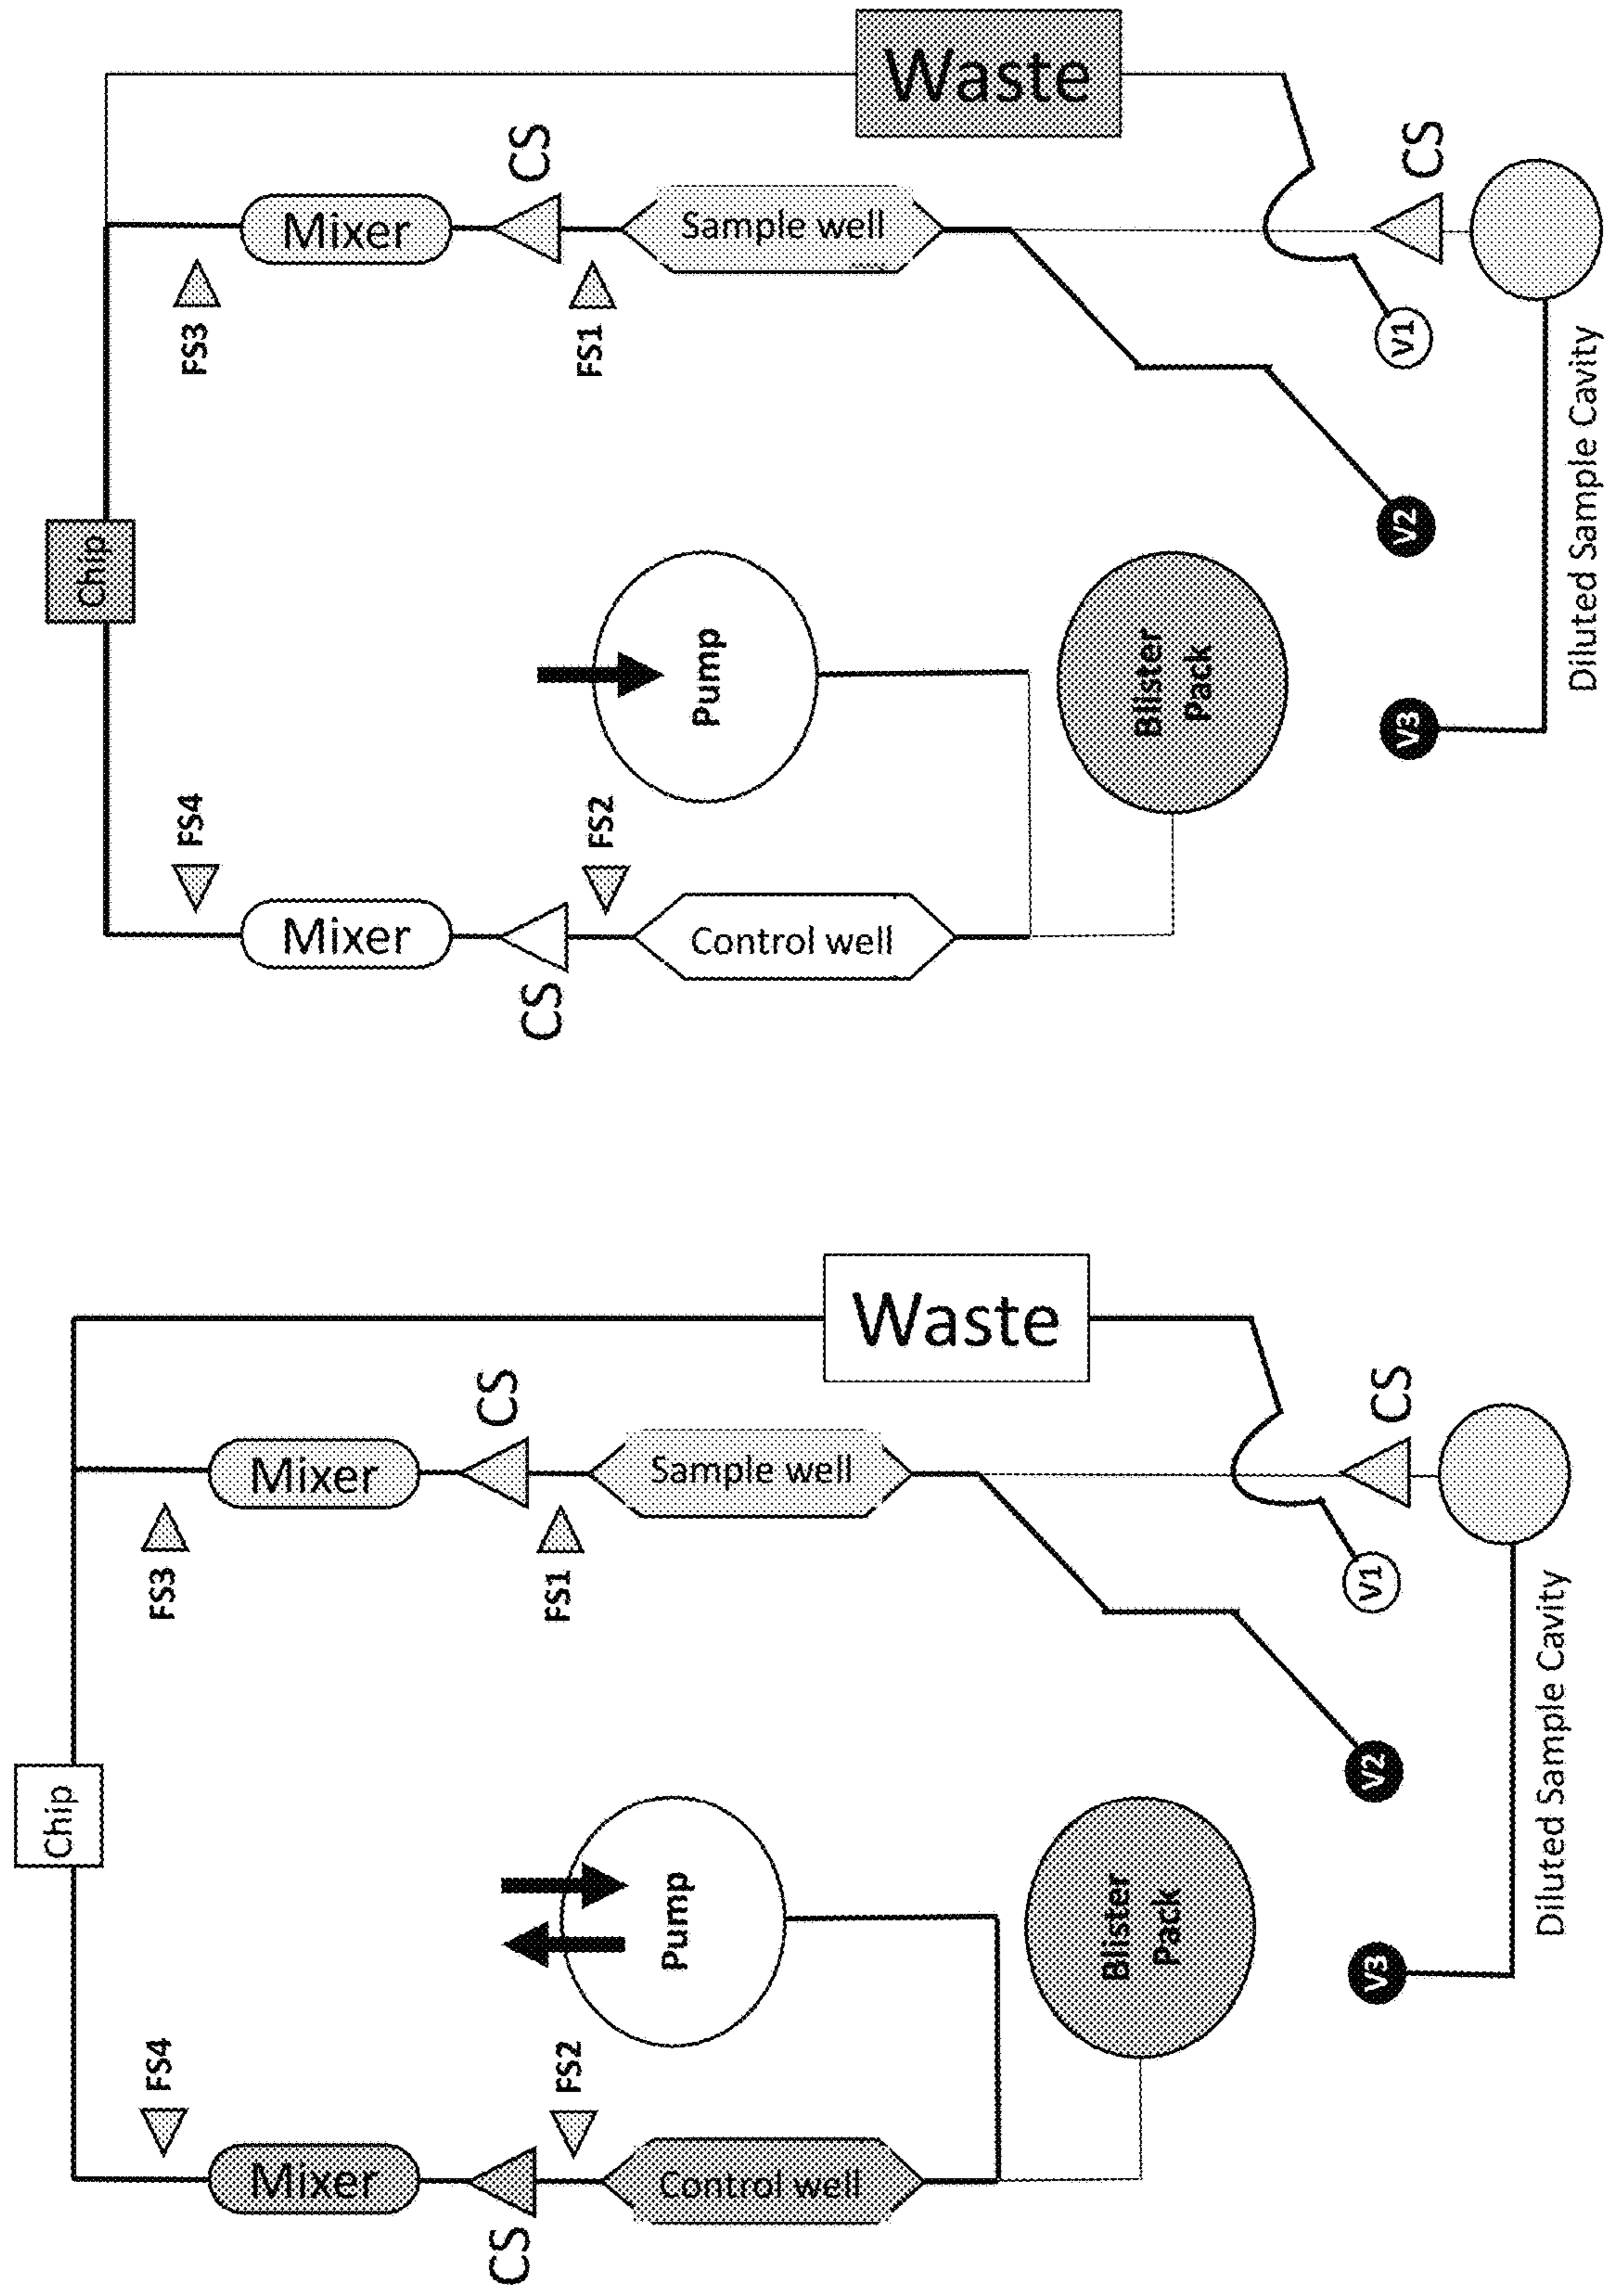 Waste
CS
CS
Mixer
Sample well
FS3
FS1
V1
Chip
V2
Diluted Sample Cavity
Pump
Blister
Pack
V3
FS4
FS2
Mixer
Control well
CS
Waste
CS
CS
Mixer
Sample well
FS3
FS1
V1
Chip
V2
Diluted Sample Cavity
Pump
Blister
Pack
V3
FS4
FS2
Mixer
Control well
CS